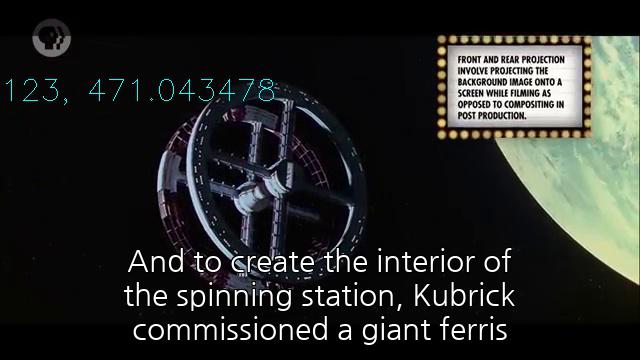 PBS
FRONT AND REAR PROJECTION
INVOLVE PROJECTING THE
BACKGROUND IMAGE ONTO A
SCREEN WHILE FILMING AS
OPPOSED TO COMPOSITING IN
POST PRODUCTION.
123, 471.043478
And to create the interior of
the spinning station, Kubrick
commissioned a giant ferris